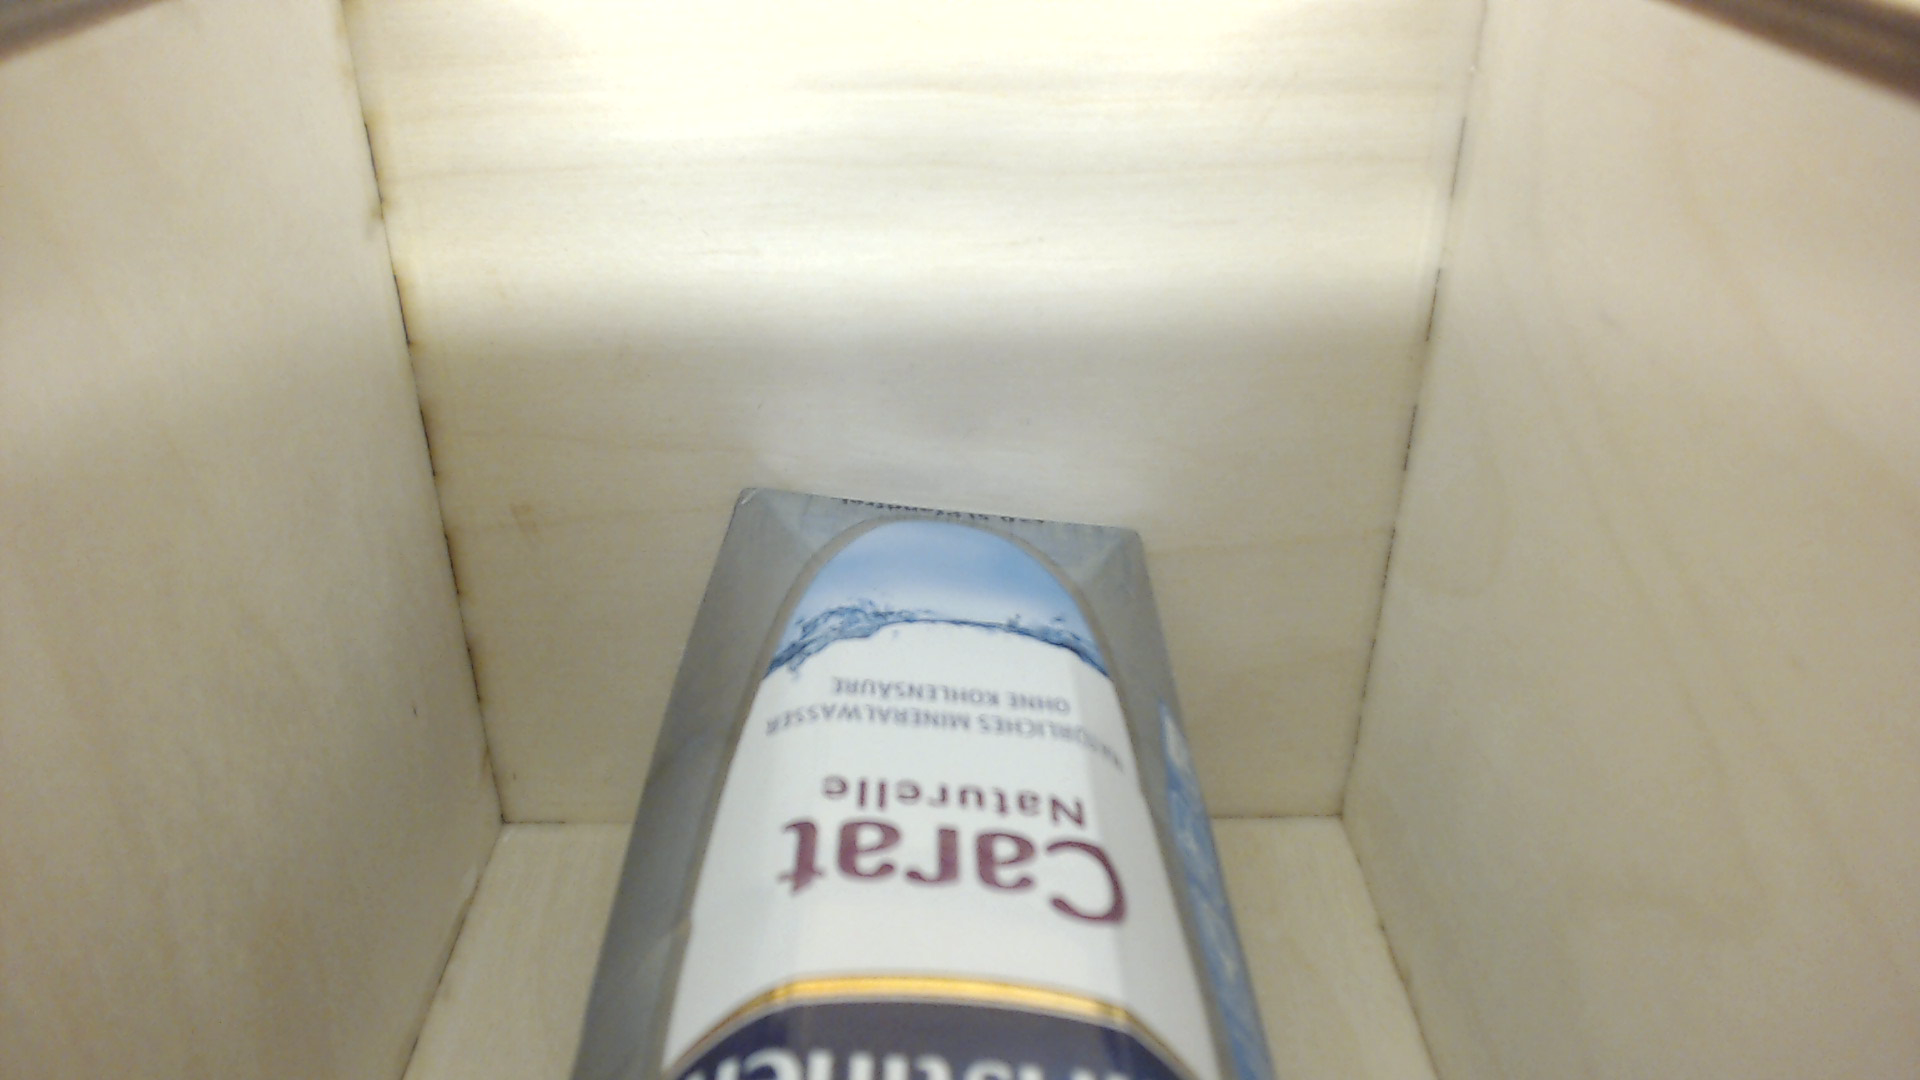 Carat
Naturelle
NATÜRLICHES MINERALWASSER
OHNE KOHLENSÄURE